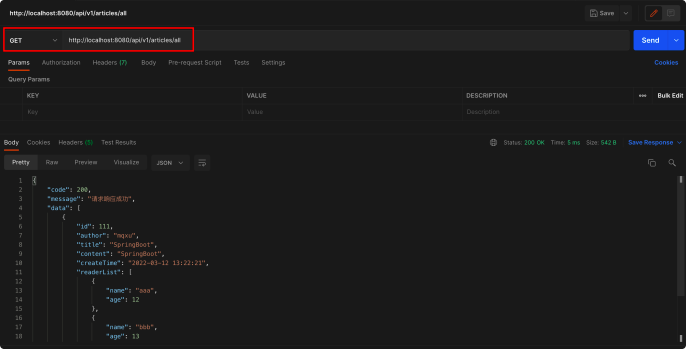 http://localhost:8080/api/v1/articles/all
Save
GET http://localhost:8080/api/v1/articles/all Send
Params Authorization Headers (7) Body Pre-request Script Tests Settings Cookies
Query Params
KEY VALUE DESCRIPTION ••• Bulk Edit
Key Value Description
Body Cookies Headers (5) Test Results Status: 200 OK Time: 5 ms Size: 542 B Save Response
Pretty Raw Preview Visualize JSON
1 {
2 "code": 200,
3 "message": "请求响应成功",
4 "data": [
5 {
6 "id": 111,
7 "author": "mqxu",
8 "title": "SpringBoot",
9 "content": "SpringBoot",
10 "createTime": "2022-03-12 13:22:21",
11 "readerList": [
12 {
13 "name": "aaa",
14 "age": 12
15 },
16 {
17 "name": "bbb",
18 "age": 13